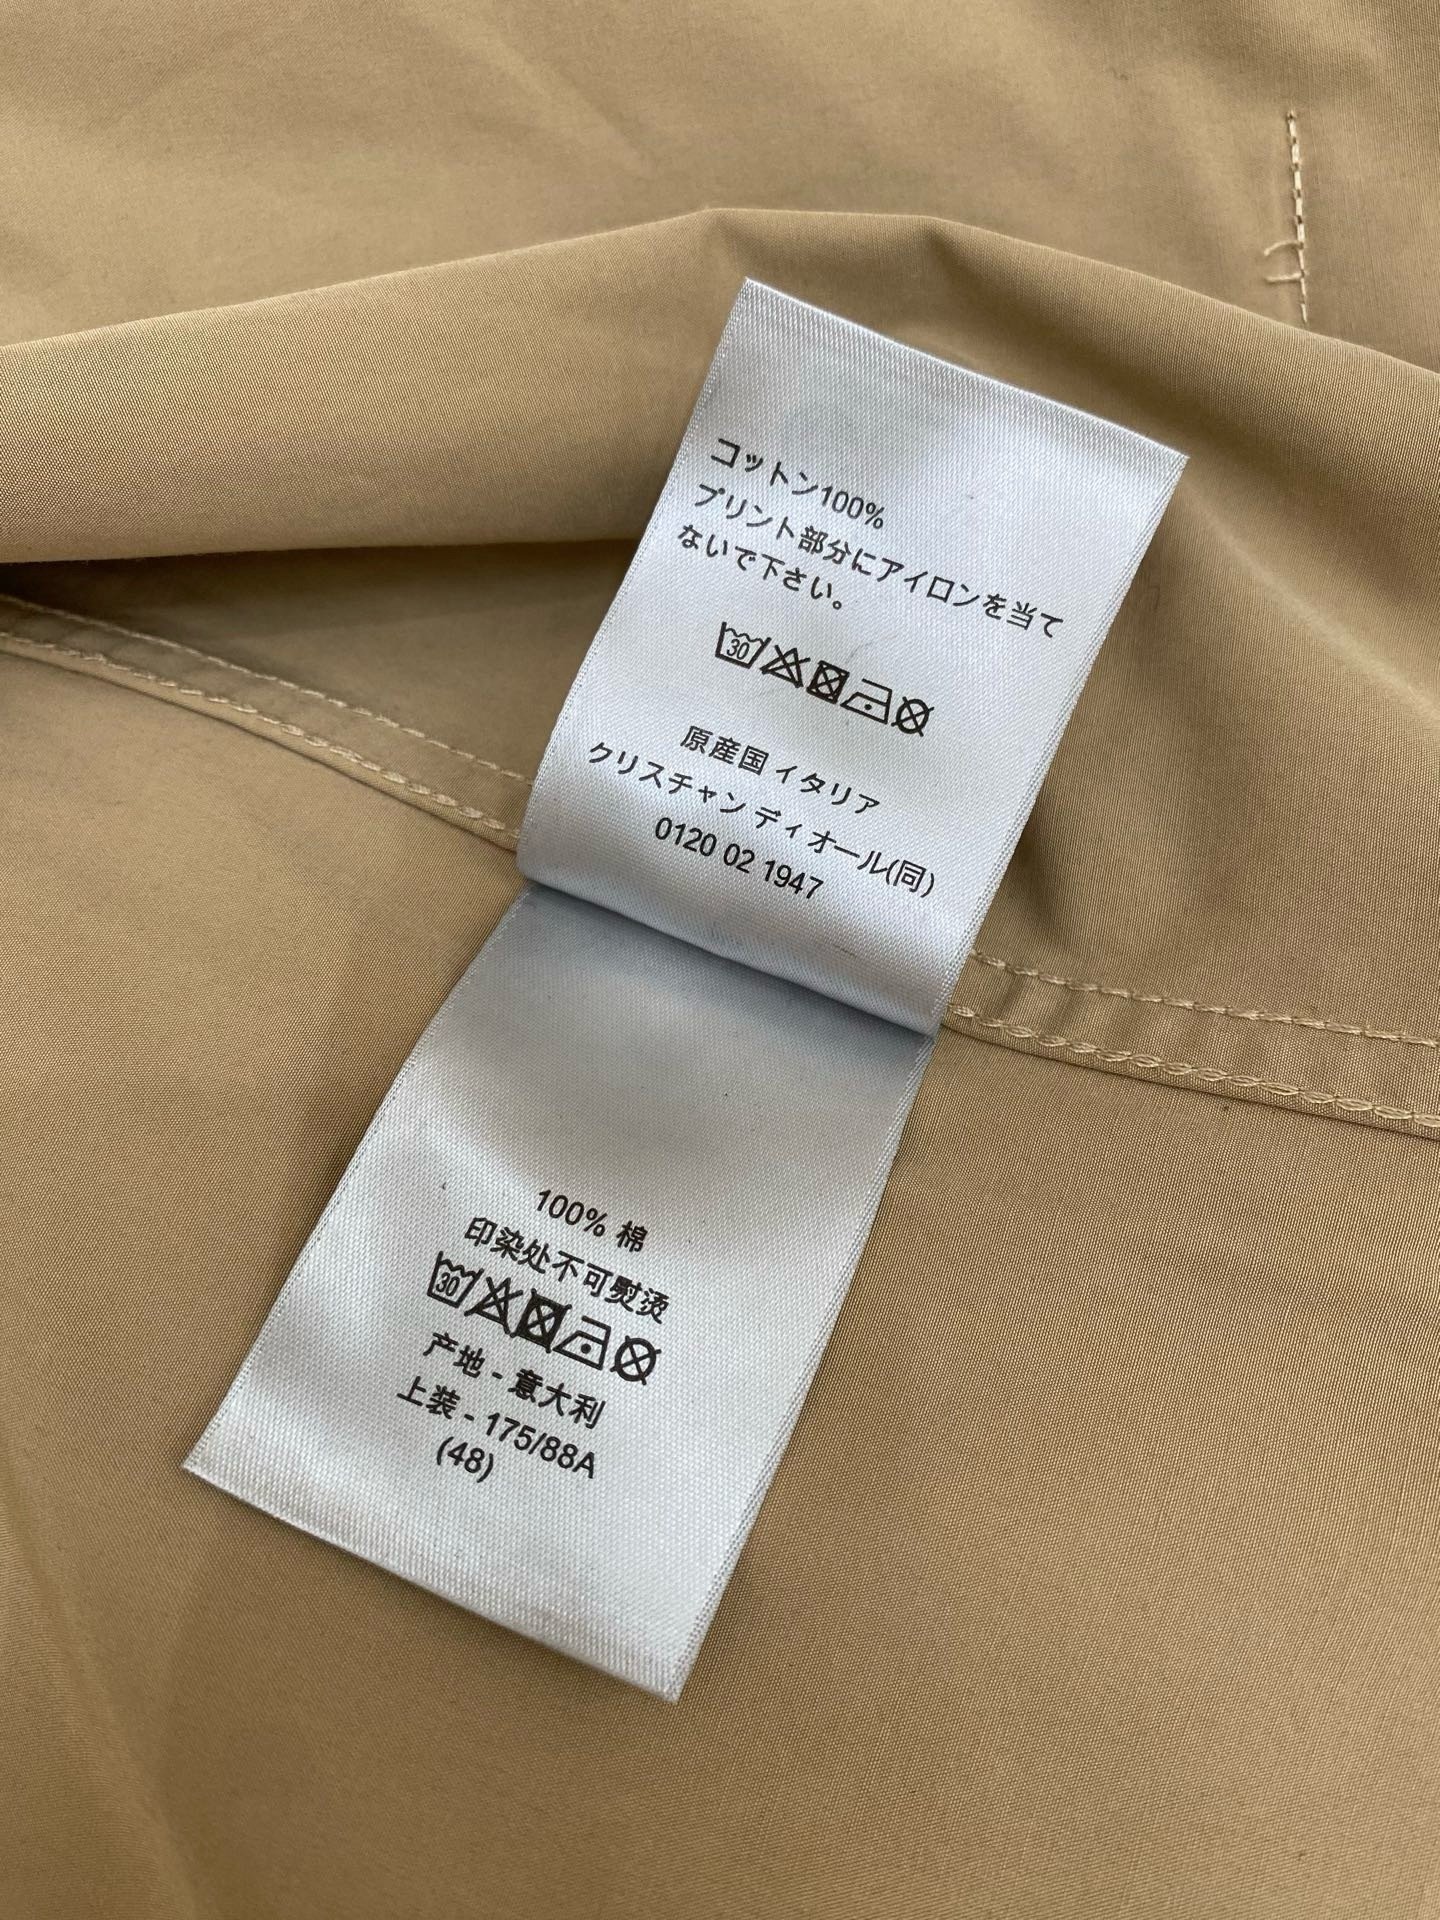 コットン100%
プリント部分にアイロンを当て
ないで下さい。
30
原産国 イタリア
クリスチャン ディオール(同)
0120 02 1947
100% 棉
印染处不可熨烫
30
产地 - 意大利
上装 - 175/88A
(48)